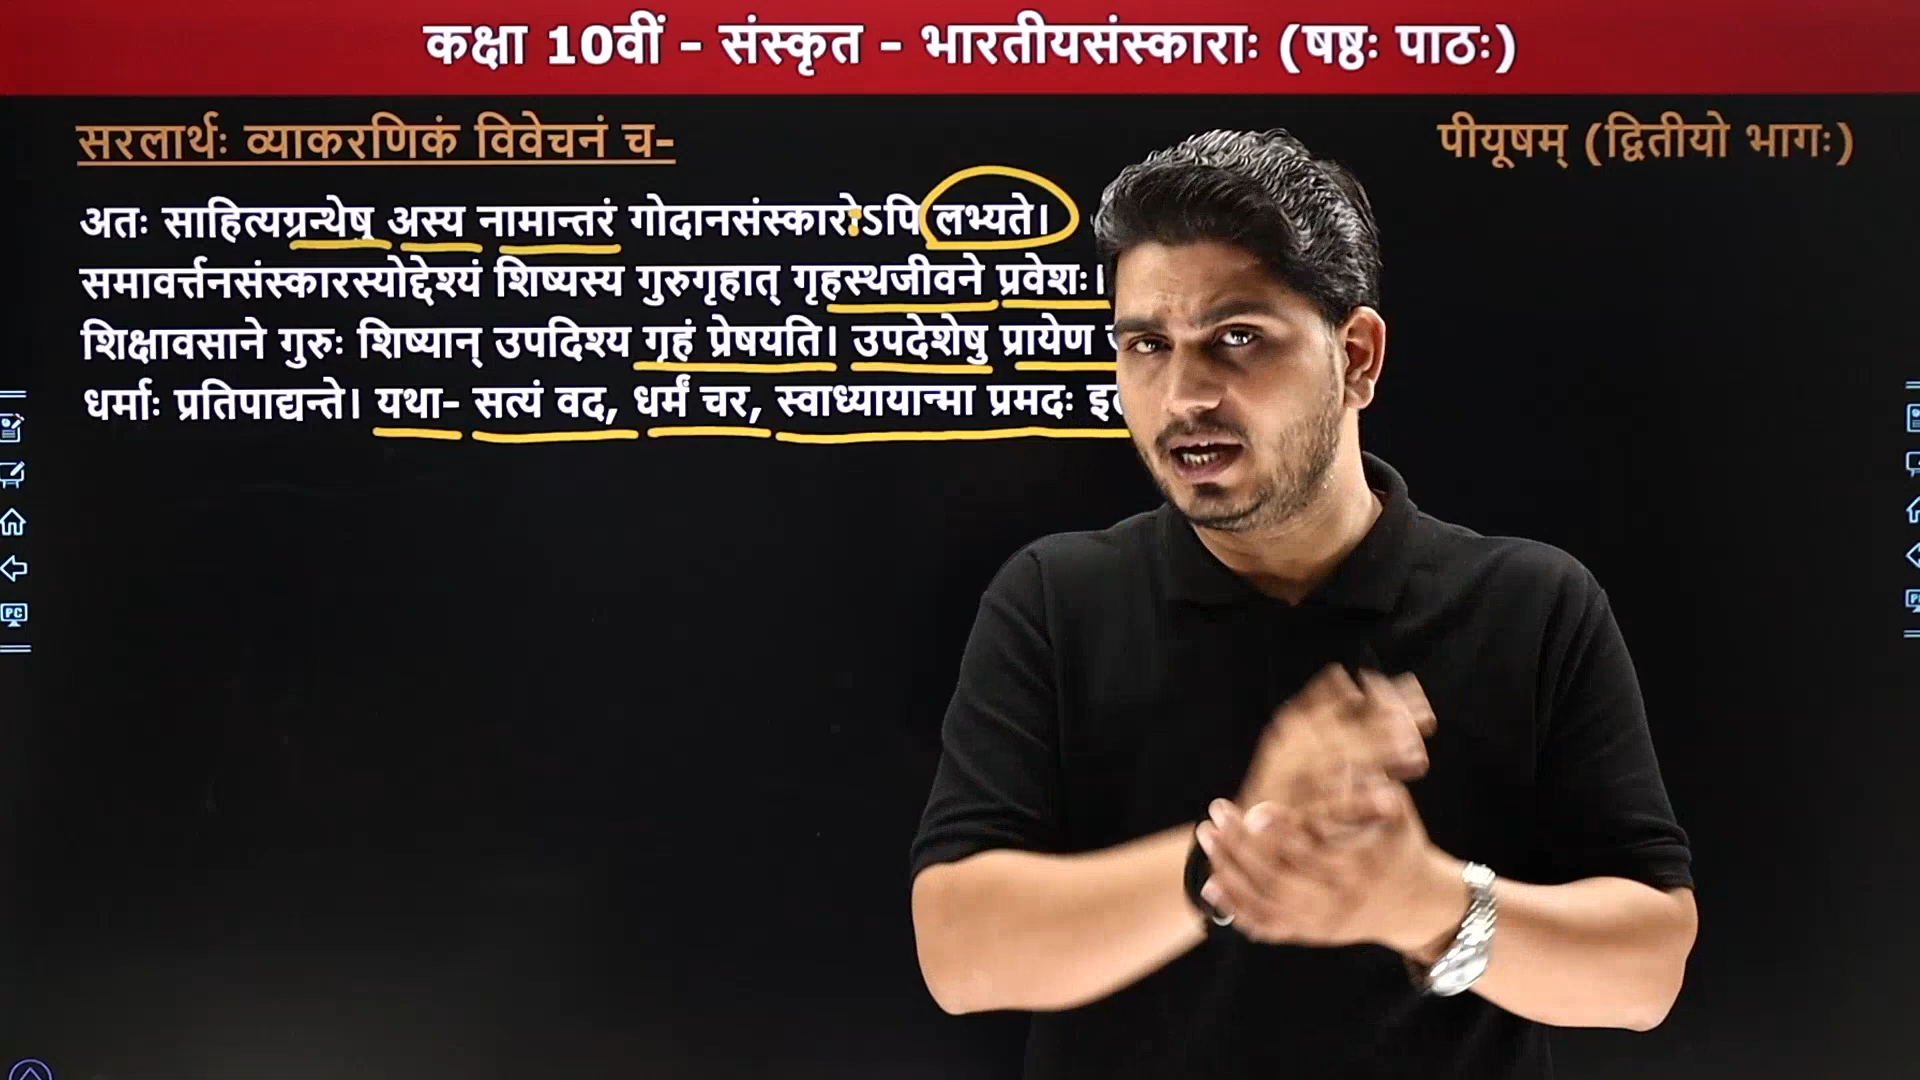 कक्षा 10वीं - संस्कृत - भारतीयसंस्काराः (षष्ठः पाठः)
सरलार्थः व्याकरणिकं विवेचनं च-
पीयूषम् (द्वितीयो भागः)
अतः साहित्यग्रन्थेषु अस्य नामान्तरं गोदानसंस्कारोऽपि लभ्यते।
समावर्त्तनसंस्कारस्योद्देश्यं शिष्यस्य गुरुगृहात् गृहस्थजीवने प्रवेशः।
शिक्षावसाने गुरुः शिष्यान् उपदिश्य गृहं प्रेषयति। उपदेशेषु प्रायेण
धर्माः प्रतिपाद्यन्ते। यथा- सत्यं वद, धर्मं चर, स्वाध्यायान्मा प्रमदः
PC